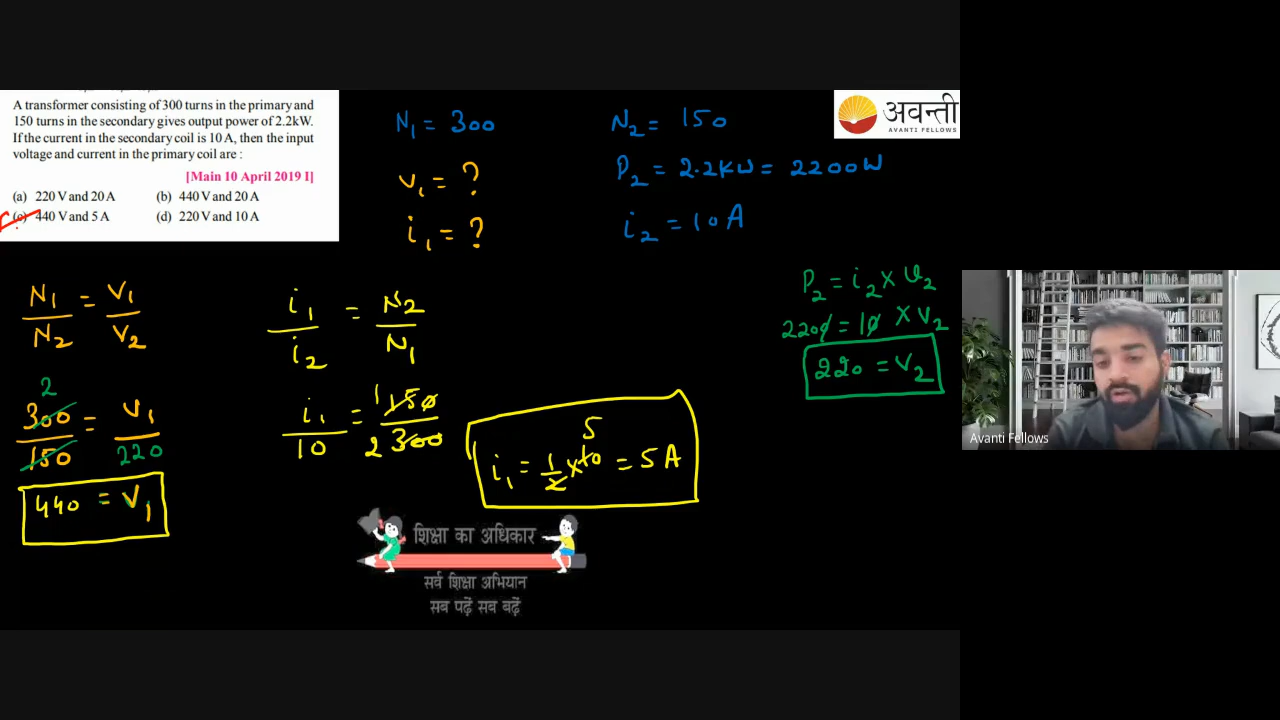 A transformer consisting of 300 turns in the primary and
150 turns in the secondary gives output power of 2.2kW.
If the current in the secondary coil is 10 A, then the input
voltage and current in the primary coil are :
[Main 10 April 2019 I]
(a) 220 V and 20 A (b) 440 V and 20 A
(c) 440 V and 5 A (d) 220 V and 10 A
N₁ = 300
V₁ = ?
i₁ = ?
N₂ = 150
P₂ = 2.2kW = 2200W
i₂ = 10A
अवन्ती
AVANTI FELLOWS
P₂ = i₂ × V₂
2200 = 10 × V₂
220 = V₂
N₁/N₂ = V₁/V₂
2
300/150 = V₁/220
440 = V₁
i₁/i₂ = N₂/N₁
i₁/10 = 1 150/2 300
5
i₁ = 1/2 × 10 = 5A
शिक्षा का अधिकार
सर्व शिक्षा अभियान
सब पढ़ें सब बढ़ें
Avanti Fellows